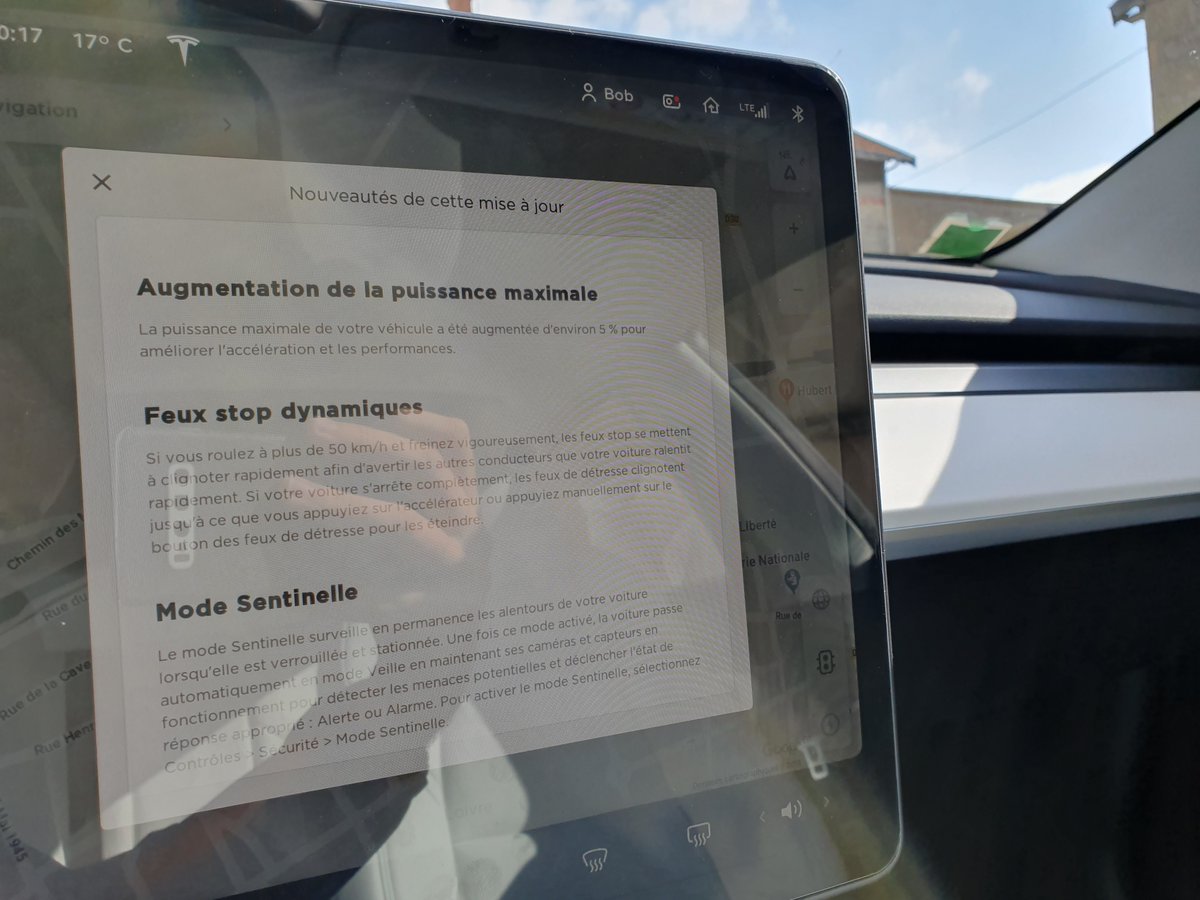 0:17 17° C
Bob
LTE
vigation
Nouveautés de cette mise à jour
Augmentation de la puissance maximale
La puissance maximale de votre véhicule a été augmentée d'environ 5 % pour
améliorer l'accélération et les performances.
Feux stop dynamiques
Si vous roulez à plus de 50 km/h et freinez vigoureusement, les feux stop se mettent
à clignoter rapidement afin d'avertir les autres conducteurs que votre voiture ralentit
rapidement. Si votre voiture s'arrête complètement, les feux de détresse clignotent
jusqu'à ce que vous appuyiez sur l'accélérateur ou appuyiez manuellement sur le
bouton des feux de détresse pour les éteindre.
Mode Sentinelle
Le mode Sentinelle surveille en permanence les alentours de votre voiture
lorsqu'elle est verrouillée et stationnée. Une fois ce mode activé, la voiture passe
automatiquement en mode veille en maintenant ses caméras et capteurs en
fonctionnement pour détecter les menaces potentielles et déclencher l'état de
réponse approprié : Alerte ou Alarme. Pour activer le mode Sentinelle, sélectionnez
Contrôles > Sécurité > Mode Sentinelle.
Hubert
Liberté
rie Nationale
Rue de
Chemin des
Rue du
Rue de la Cave
Rue Henr
1945